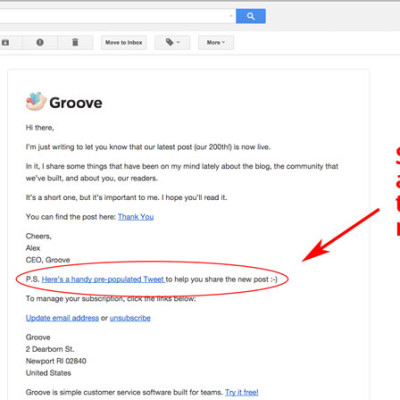 Move to Inbox
More
Groove
Hi there,
I'm just writing to let you know that our latest post (our 200th!) is now live.
In it, I share some things that have been on my mind lately about the blog, the community that
we've built, and about you, our readers.
It's a short one, but it's important to me. I hope you'll read it.
You can find the post here: Thank You
Cheers,
Alex
CEO, Groove
P.S. Here's a handy pre-populated Tweet to help you share the new post :-)
To manage your subscription, click the links below.
Update email address or unsubscribe
Groove
2 Dearborn St.
Newport RI 02840
United States
Groove is simple customer service software built for teams. Try it free!